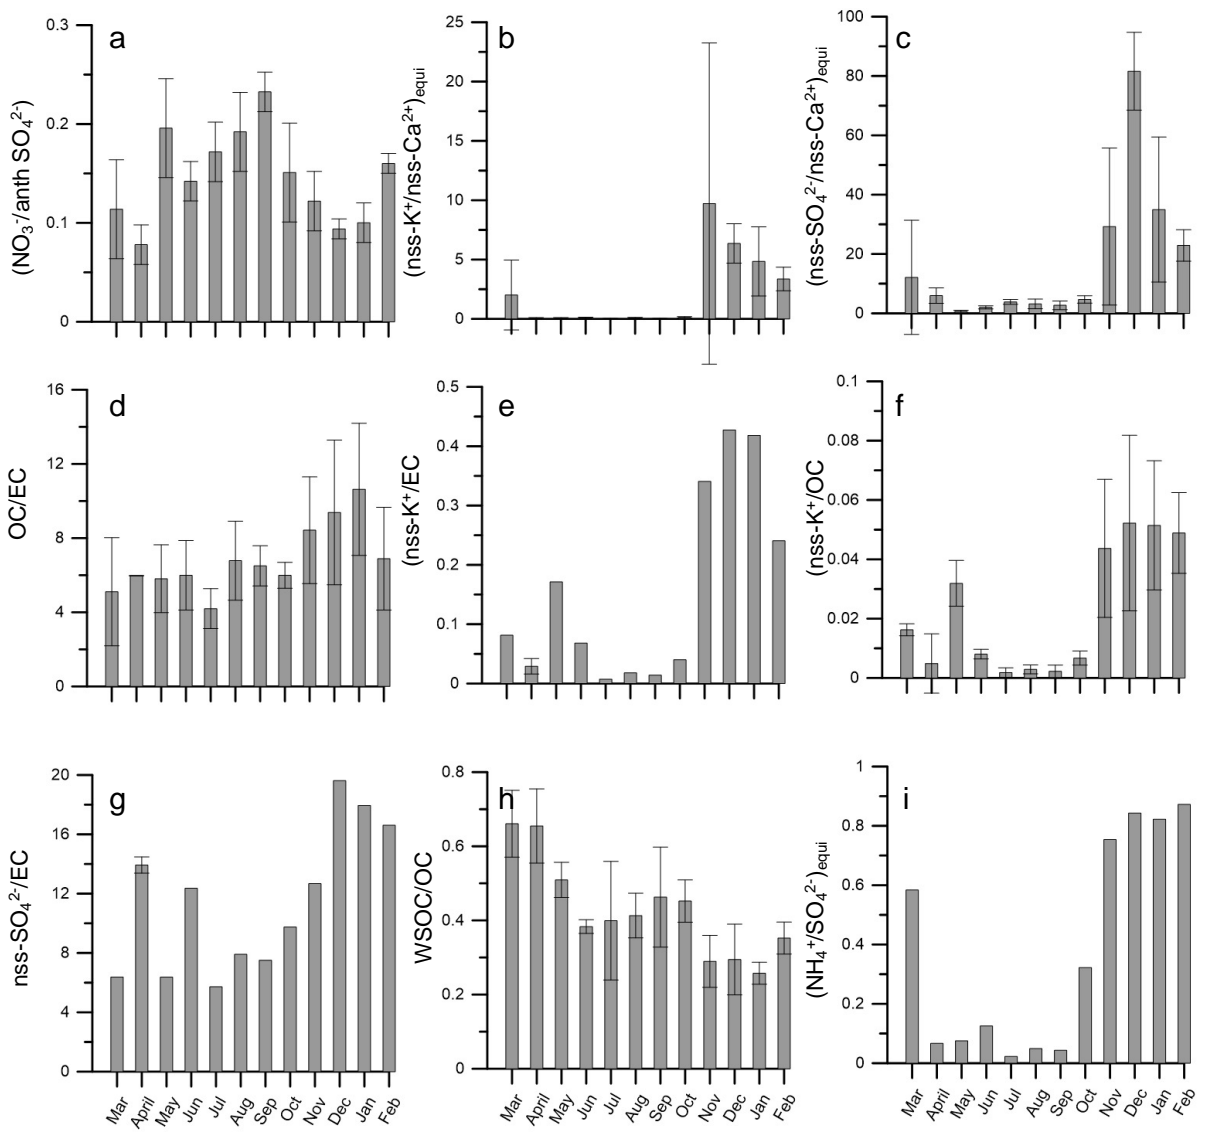 a
(NO₃⁻/anth SO₄²⁻)
0.3
0.2
0.1
0
b
(nss-K⁺/nss-Ca²⁺)equi
25
20
15
10
5
0
c
(nss-SO₄²⁻/nss-Ca²⁺)equi
100
80
60
40
20
0
d
OC/EC
16
12
8
4
0
e
(nss-K⁺/EC
0.5
0.4
0.3
0.2
0.1
0
f
(nss-K⁺/OC
0.1
0.08
0.06
0.04
0.02
0
g
nss-SO₄²⁻/EC
20
16
12
8
4
0
Mar April May Jun Jul Aug Sep Oct Nov Dec Jan Feb
h
WSOC/OC
0.8
0.6
0.4
0.2
0
Mar April May Jun Jul Aug Sep Oct Nov Dec Jan Feb
i
(NH₄⁺/SO₄²⁻)equi
1
0.8
0.6
0.4
0.2
0
Mar April May Jun Jul Aug Sep Oct Nov Dec Jan Feb